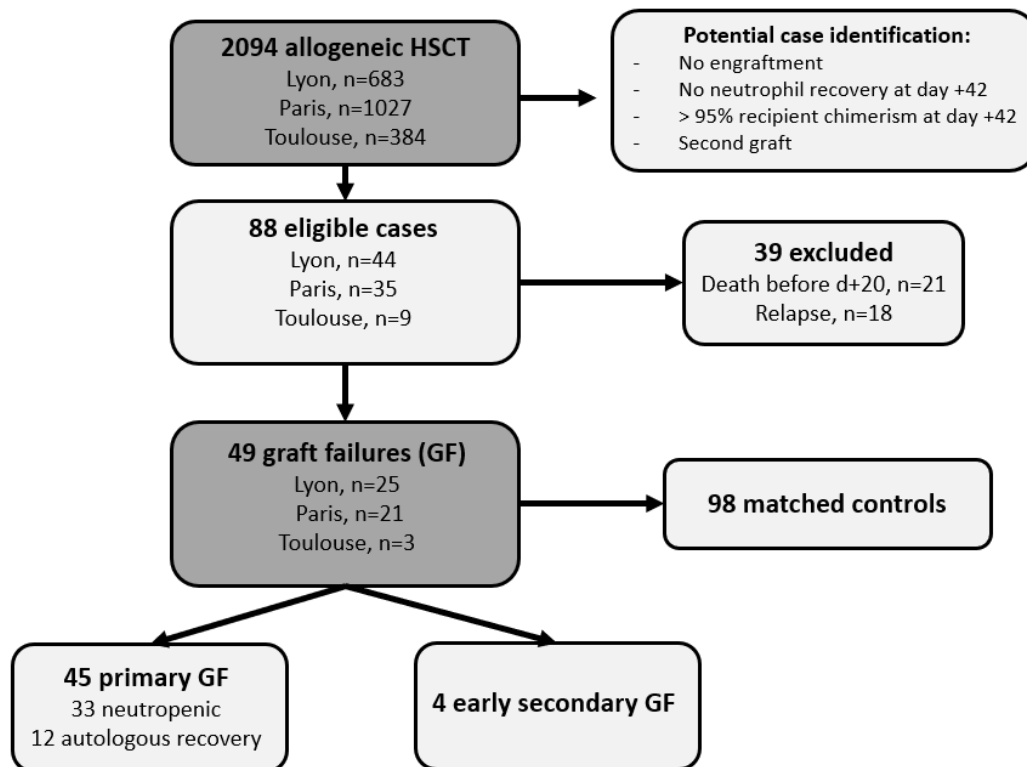 2094 allogeneic HSCT
Lyon, n=683
Paris, n=1027
Toulouse, n=384
Potential case identification:
- No engraftment
- No neutrophil recovery at day +42
- > 95% recipient chimerism at day +42
- Second graft
88 eligible cases
Lyon, n=44
Paris, n=35
Toulouse, n=9
39 excluded
Death before d+20, n=21
Relapse, n=18
49 graft failures (GF)
Lyon, n=25
Paris, n=21
Toulouse, n=3
98 matched controls
45 primary GF
33 neutropenic
12 autologous recovery
4 early secondary GF